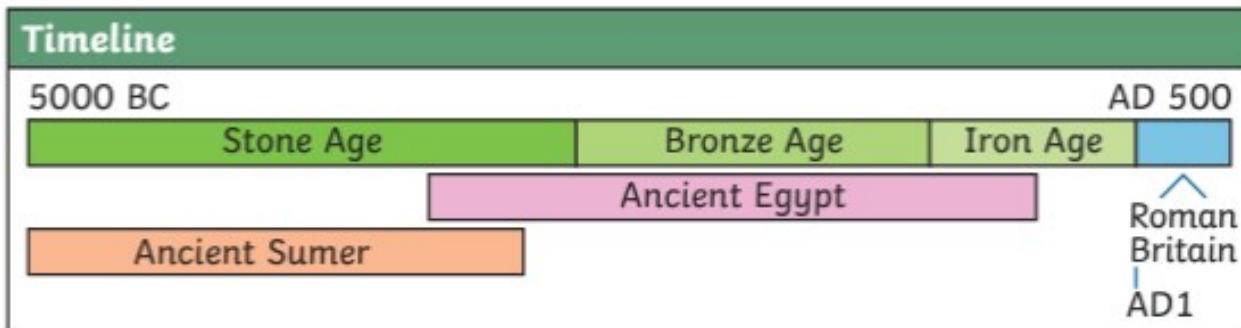 Timeline
5000 BC AD 500
Stone Age Bronze Age Iron Age
Ancient Egypt
Roman
Britain
Ancient Sumer
AD1